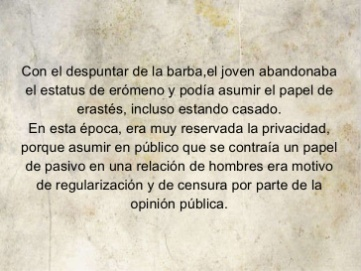 Con el despuntar de la barba,el joven abandonaba
el estatus de erómeno y podía asumir el papel de
erastés, incluso estando casado.
En esta época, era muy reservada la privacidad,
porque asumir en público que se contraía un papel
de pasivo en una relación de hombres era motivo
de regularización y de censura por parte de la
opinión pública.